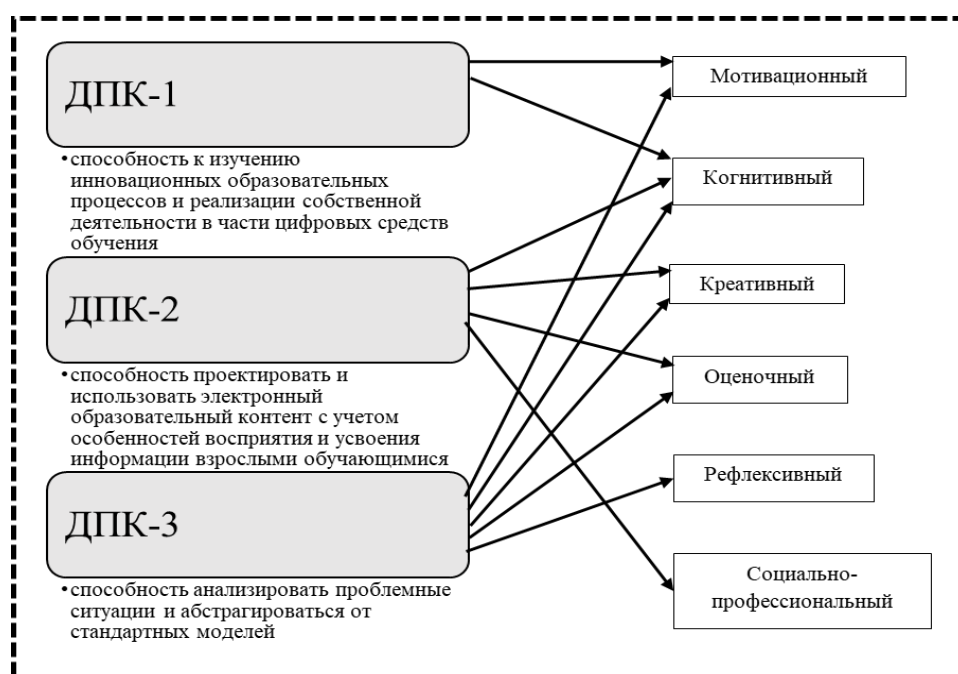 ДПК-1
•способность к изучению
инновационных образовательных
процессов и реализации собственной
деятельности в части цифровых средств
обучения
ДПК-2
•способность проектировать и
использовать электронный
образовательный контент с учетом
особенностей восприятия и усвоения
информации взрослыми обучающимися
ДПК-3
•способность анализировать проблемные
ситуации и абстрагироваться от
стандартных моделей
Мотивационный
Когнитивный
Креативный
Оценочный
Рефлексивный
Социально-
профессиональный